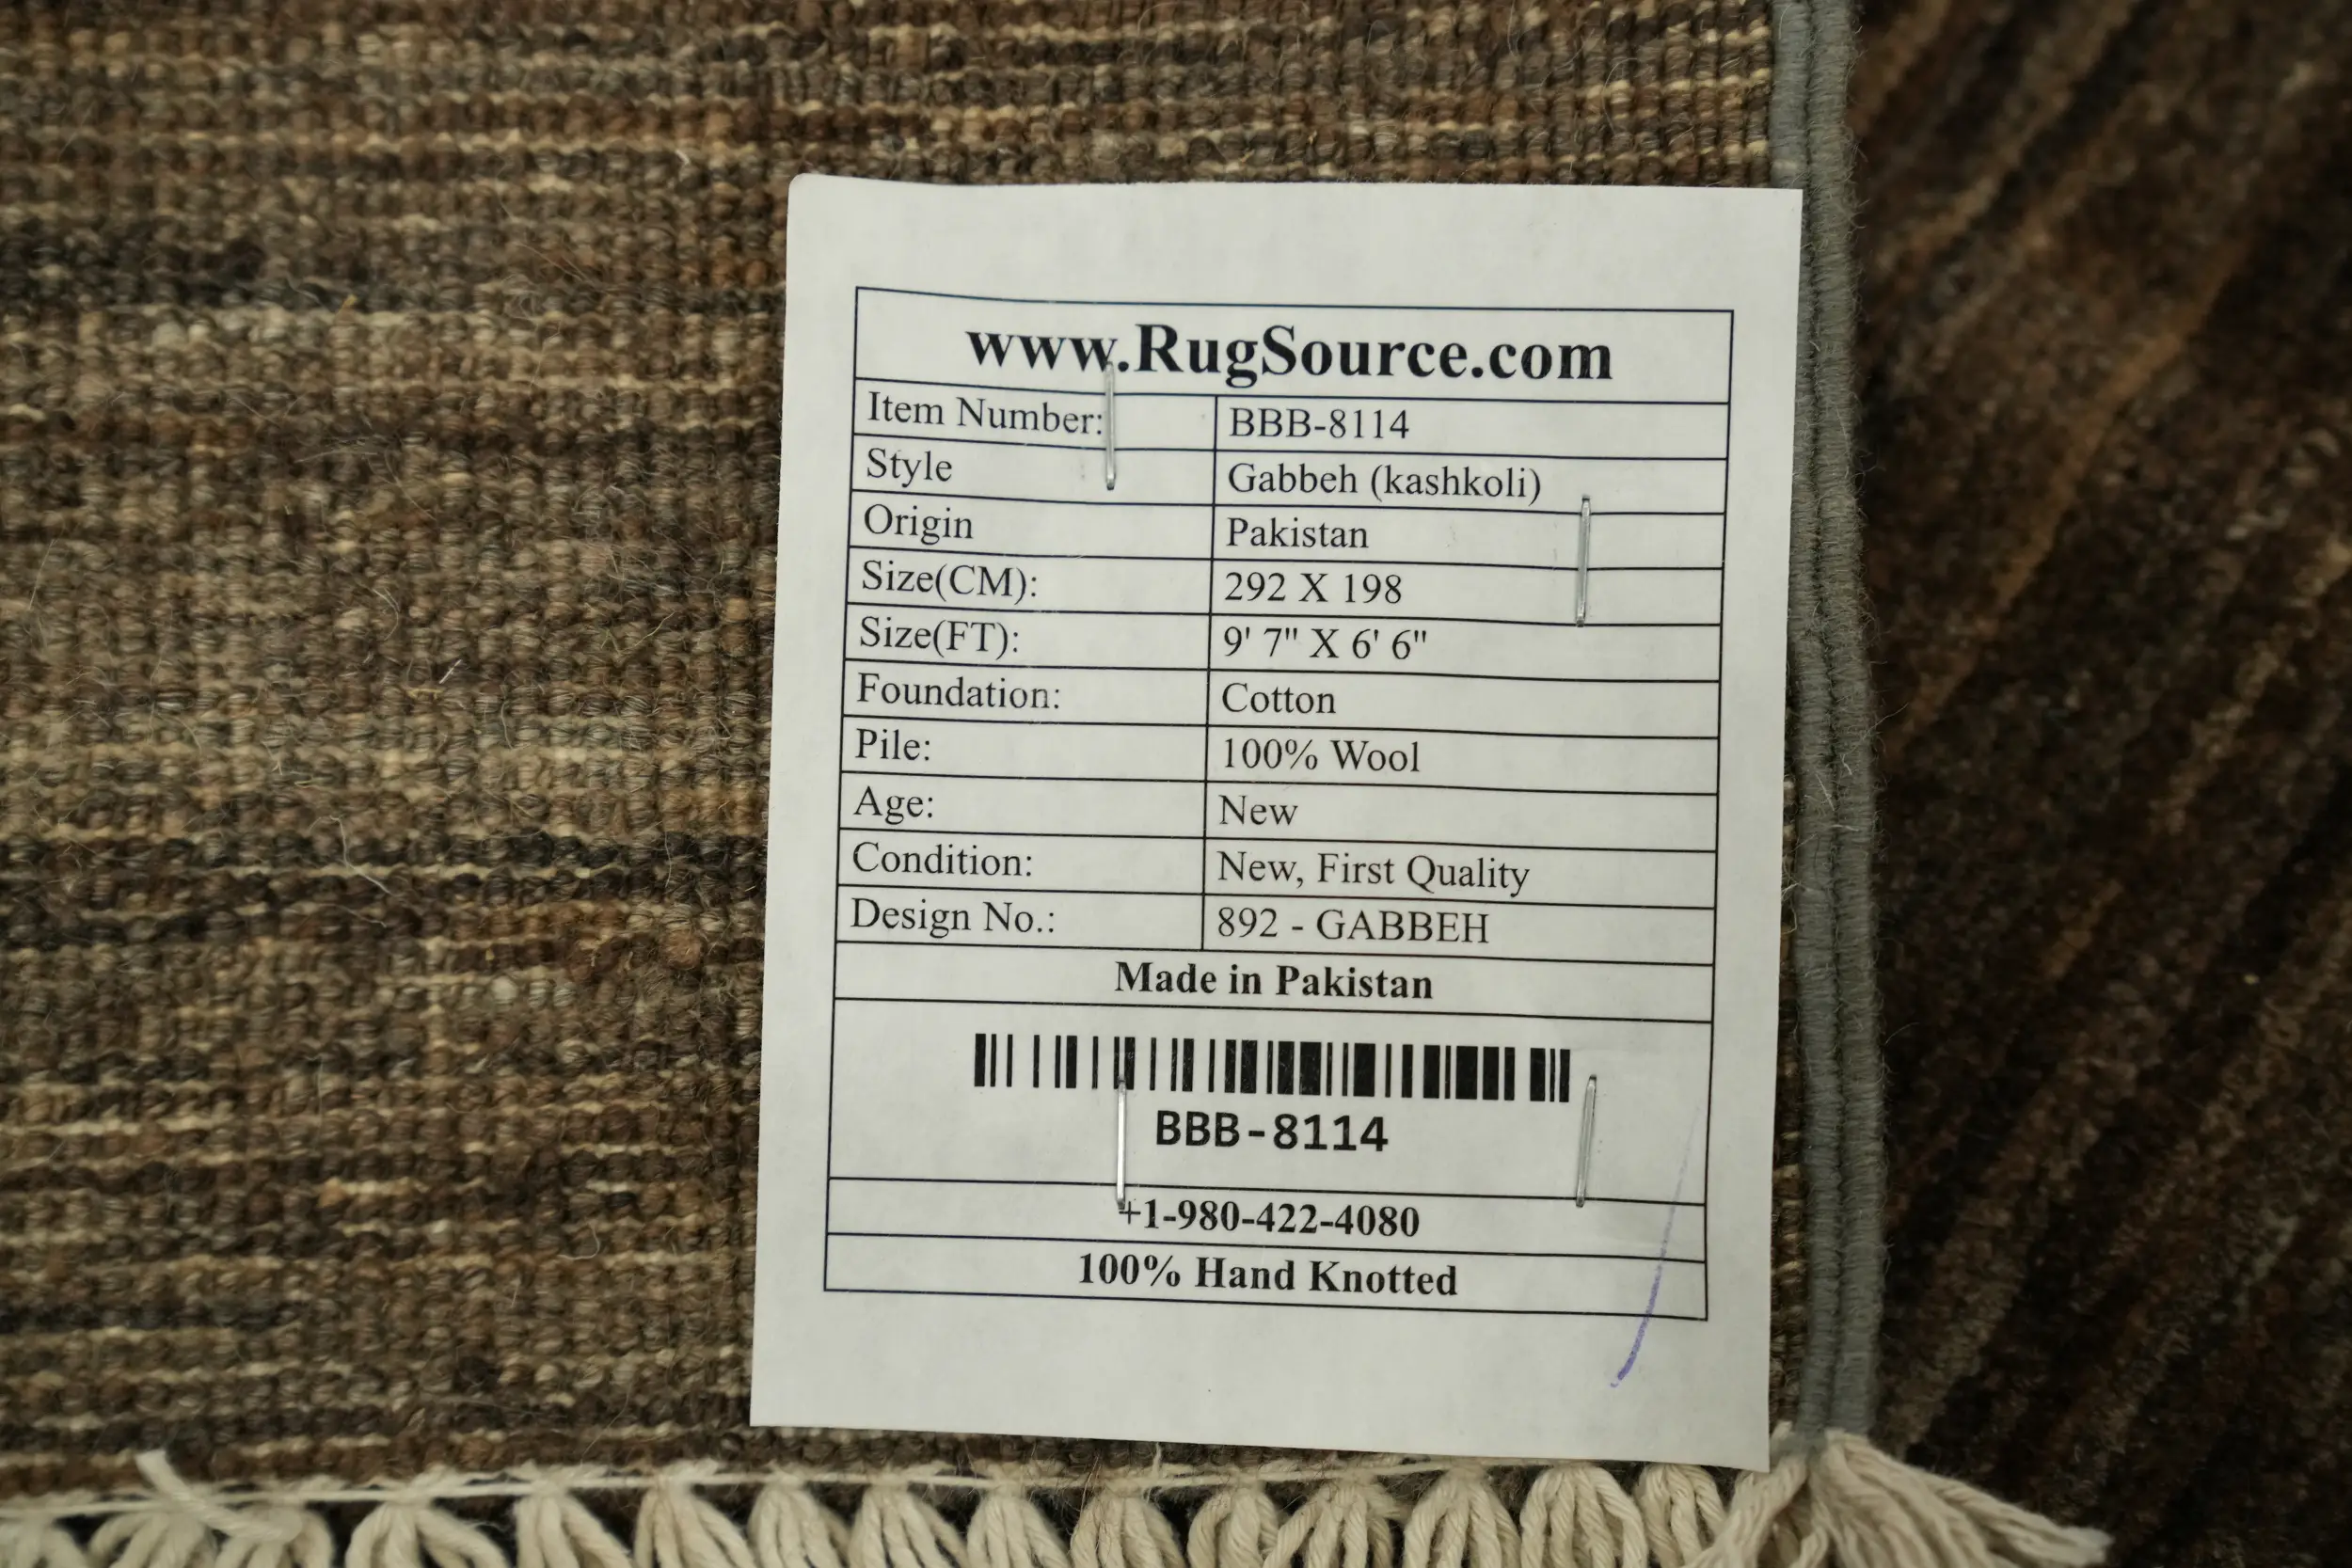 www.RugSource.com
Item Number: BBB-8114
Style Gabbeh (kashkoli)
Origin Pakistan
Size(CM): 292 X 198
Size(FT): 9' 7" X 6' 6"
Foundation: Cotton
Pile: 100% Wool
Age: New
Condition: New, First Quality
Design No.: 892 - GABBEH
Made in Pakistan
BBB-8114
+1-980-422-4080
100% Hand Knotted